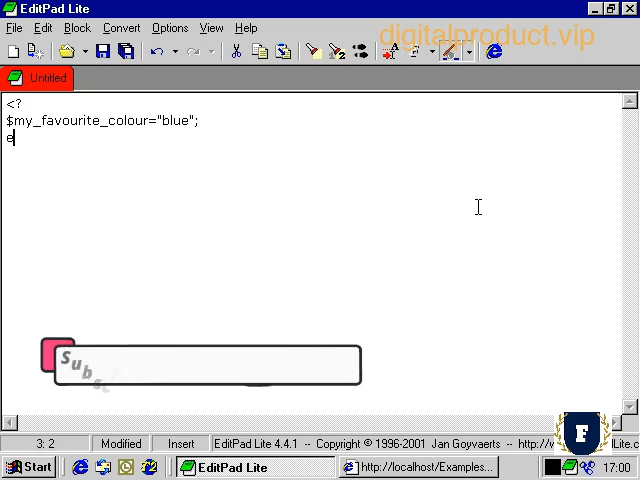 EditPad Lite
File Edit Block Convert Options View Help
digitalproduct.vip
Untitled
<?
$my_favourite_colour="blue";
e
Subsc
F
3: 2 Modified Insert EditPad Lite 4.4.1 -- Copyright © 1996-2001 Jan Goyvaerts -- http://w
Start EditPad Lite http://localhost/Examples... 17:00